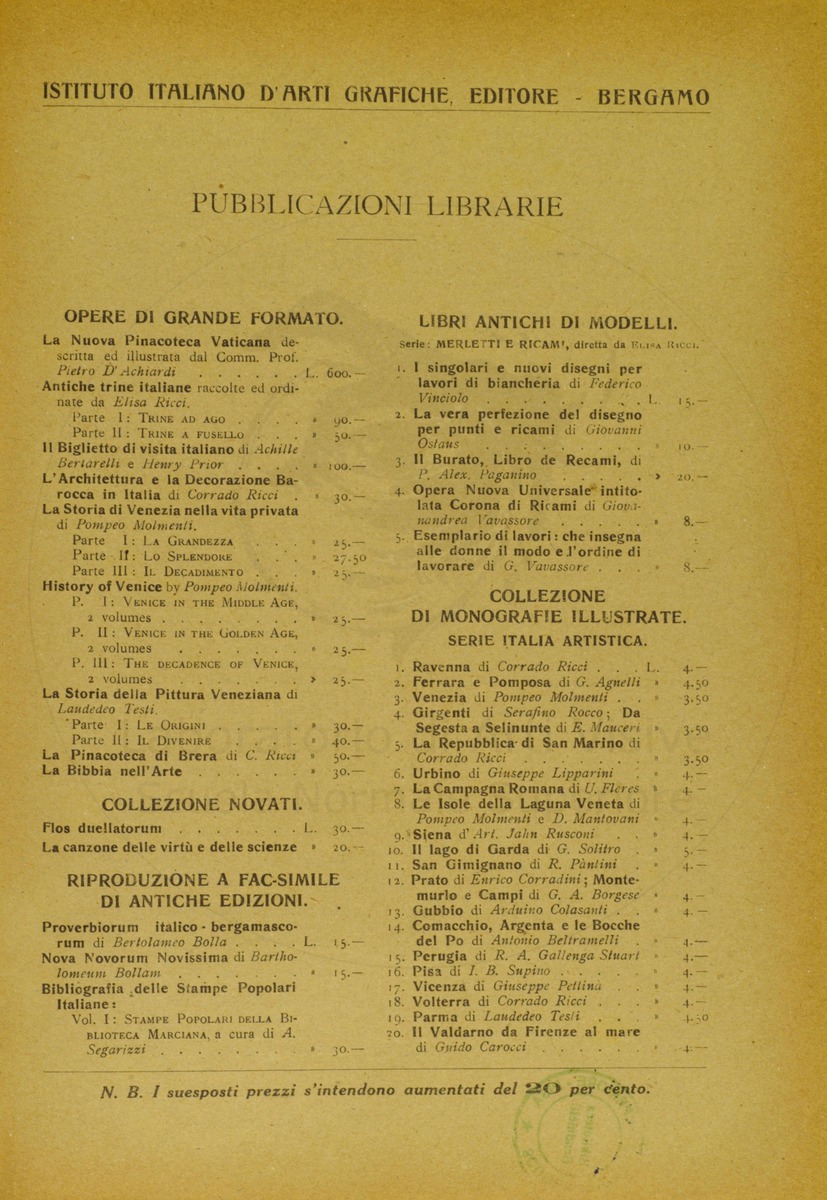 ISTITUTO ITALIANO D'ARTI GRAFICHE, EDITORE - BERGAMO
PUBBLICAZIONI LIBRARIE
OPERE DI GRANDE FORMATO.
La Nuova Pinacoteca Vaticana de-
scritta ed illustrata dal Comm. Prof.
Pietro D'Achiardi . . . . . . L. 600.—
Antiche trine italiane raccolte ed ordi-
nate da Elisa Ricci.
Parte I: TRINE AD AGO . . . . » 90.—
Parte II: TRINE A FUSELLO . . . » 50.—
Il Biglietto di visita italiano di Achille
Bertarelli e Henry Prior . . . . » 100.—
L'Architettura e la Decorazione Ba-
rocca in Italia di Corrado Ricci . » 30.—
La Storia di Venezia nella vita privata
di Pompeo Molmenti.
Parte I: LA GRANDEZZA . . . » 25.—
Parte II: LO SPLENDORE . . . » 27.50
Parte III: IL DECADIMENTO . . . » 25.—
History of Venice by Pompeo Molmenti.
P. I: VENICE IN THE MIDDLE AGE,
2 volumes . . . . . . . . » 25.—
P. II: VENICE IN THE GOLDEN AGE,
2 volumes . . . . . . . » 25.—
P. III: THE DECADENCE OF VENICE,
2 volumes . . . . . . . > 25.—
La Storia della Pittura Veneziana di
Laudedeo Testi.
Parte I: LE ORIGINI . . . . . » 30.—
Parte II: IL DIVENIRE . . . . » 40.—
La Pinacoteca di Brera di C. Ricci » 50.—
La Bibbia nell'Arte . . . . . . » 30.—
COLLEZIONE NOVATI.
Flos duellatorum . . . . . . . L. 30.—
La canzone delle virtù e delle scienze » 20.—
RIPRODUZIONE A FAC-SIMILE
DI ANTICHE EDIZIONI.
Proverbiorum italico - bergamasco-
rum di Bertolameo Bolla . . . . L. 15.—
Nova Novorum Novissima di Bartho-
lomeum Bollam . . . . . . . » 15.—
Bibliografia delle Stampe Popolari
Italiane:
Vol. I: STAMPE POPOLARI DELLA BI-
BLIOTECA MARCIANA, a cura di A.
Segarizzi . . . . . . . . » 30.—
LIBRI ANTICHI DI MODELLI.
Serie: MERLETTI E RICAMI, diretta da ELISA RICCI.
1. I singolari e nuovi disegni per
lavori di biancheria di Federico
Vinciolo . . . . . . . . . L. 15.—
2. La vera perfezione del disegno
per punti e ricami di Giovanni
Ostaus . . . . . . . . . » 10.—
3. Il Burato, Libro de Recami, di
P. Alex. Paganino . . . . . > 20.—
4. Opera Nuova Universale intito-
lata Corona di Ricami di Giova-
nandrea Vavassore . . . . . » 8.—
5. Esemplario di lavori: che insegna
alle donne il modo e l'ordine di
lavorare di G. Vavassore . . . » 8.—
COLLEZIONE
DI MONOGRAFIE ILLUSTRATE.
SERIE ITALIA ARTISTICA.
1. Ravenna di Corrado Ricci . . . L. 4.—
2. Ferrara e Pomposa di G. Agnelli » 4.50
3. Venezia di Pompeo Molmenti . . » 3.50
4. Girgenti di Serafino Rocco; Da
Segesta a Selinunte di E. Mauceri » 3.50
5. La Repubblica di San Marino di
Corrado Ricci . . . . . . . » 3.50
6. Urbino di Giuseppe Lipparini . » 4.—
7. La Campagna Romana di U. Fleres » 4.—
8. Le Isole della Laguna Veneta di
Pompeo Molmenti e D. Mantovani » 4.—
9. Siena d'Art. Jahn Rusconi . . » 4.—
10. Il lago di Garda di G. Solitro . » 5.—
11. San Gimignano di R. Pàntini . » 4.—
12. Prato di Enrico Corradini; Monte-
murlo e Campi di G. A. Borgese » 4.—
13. Gubbio di Arduino Colasanti . . » 4.—
14. Comacchio, Argenta e le Bocche
del Po di Antonio Beltramelli . » 4.—
15. Perugia di R. A. Gallenga Stuart » 4.—
16. Pisa di I. B. Supino . . . . » 4.—
17. Vicenza di Giuseppe Pettina . . » 4.—
18. Volterra di Corrado Ricci . . . » 4.—
19. Parma di Laudedeo Testi . . . » 4.50
20. Il Valdarno da Firenze al mare
di Guido Carocci . . . . . . » 4.—
N. B. I suesposti prezzi s'intendono aumentati del 20 per cento.